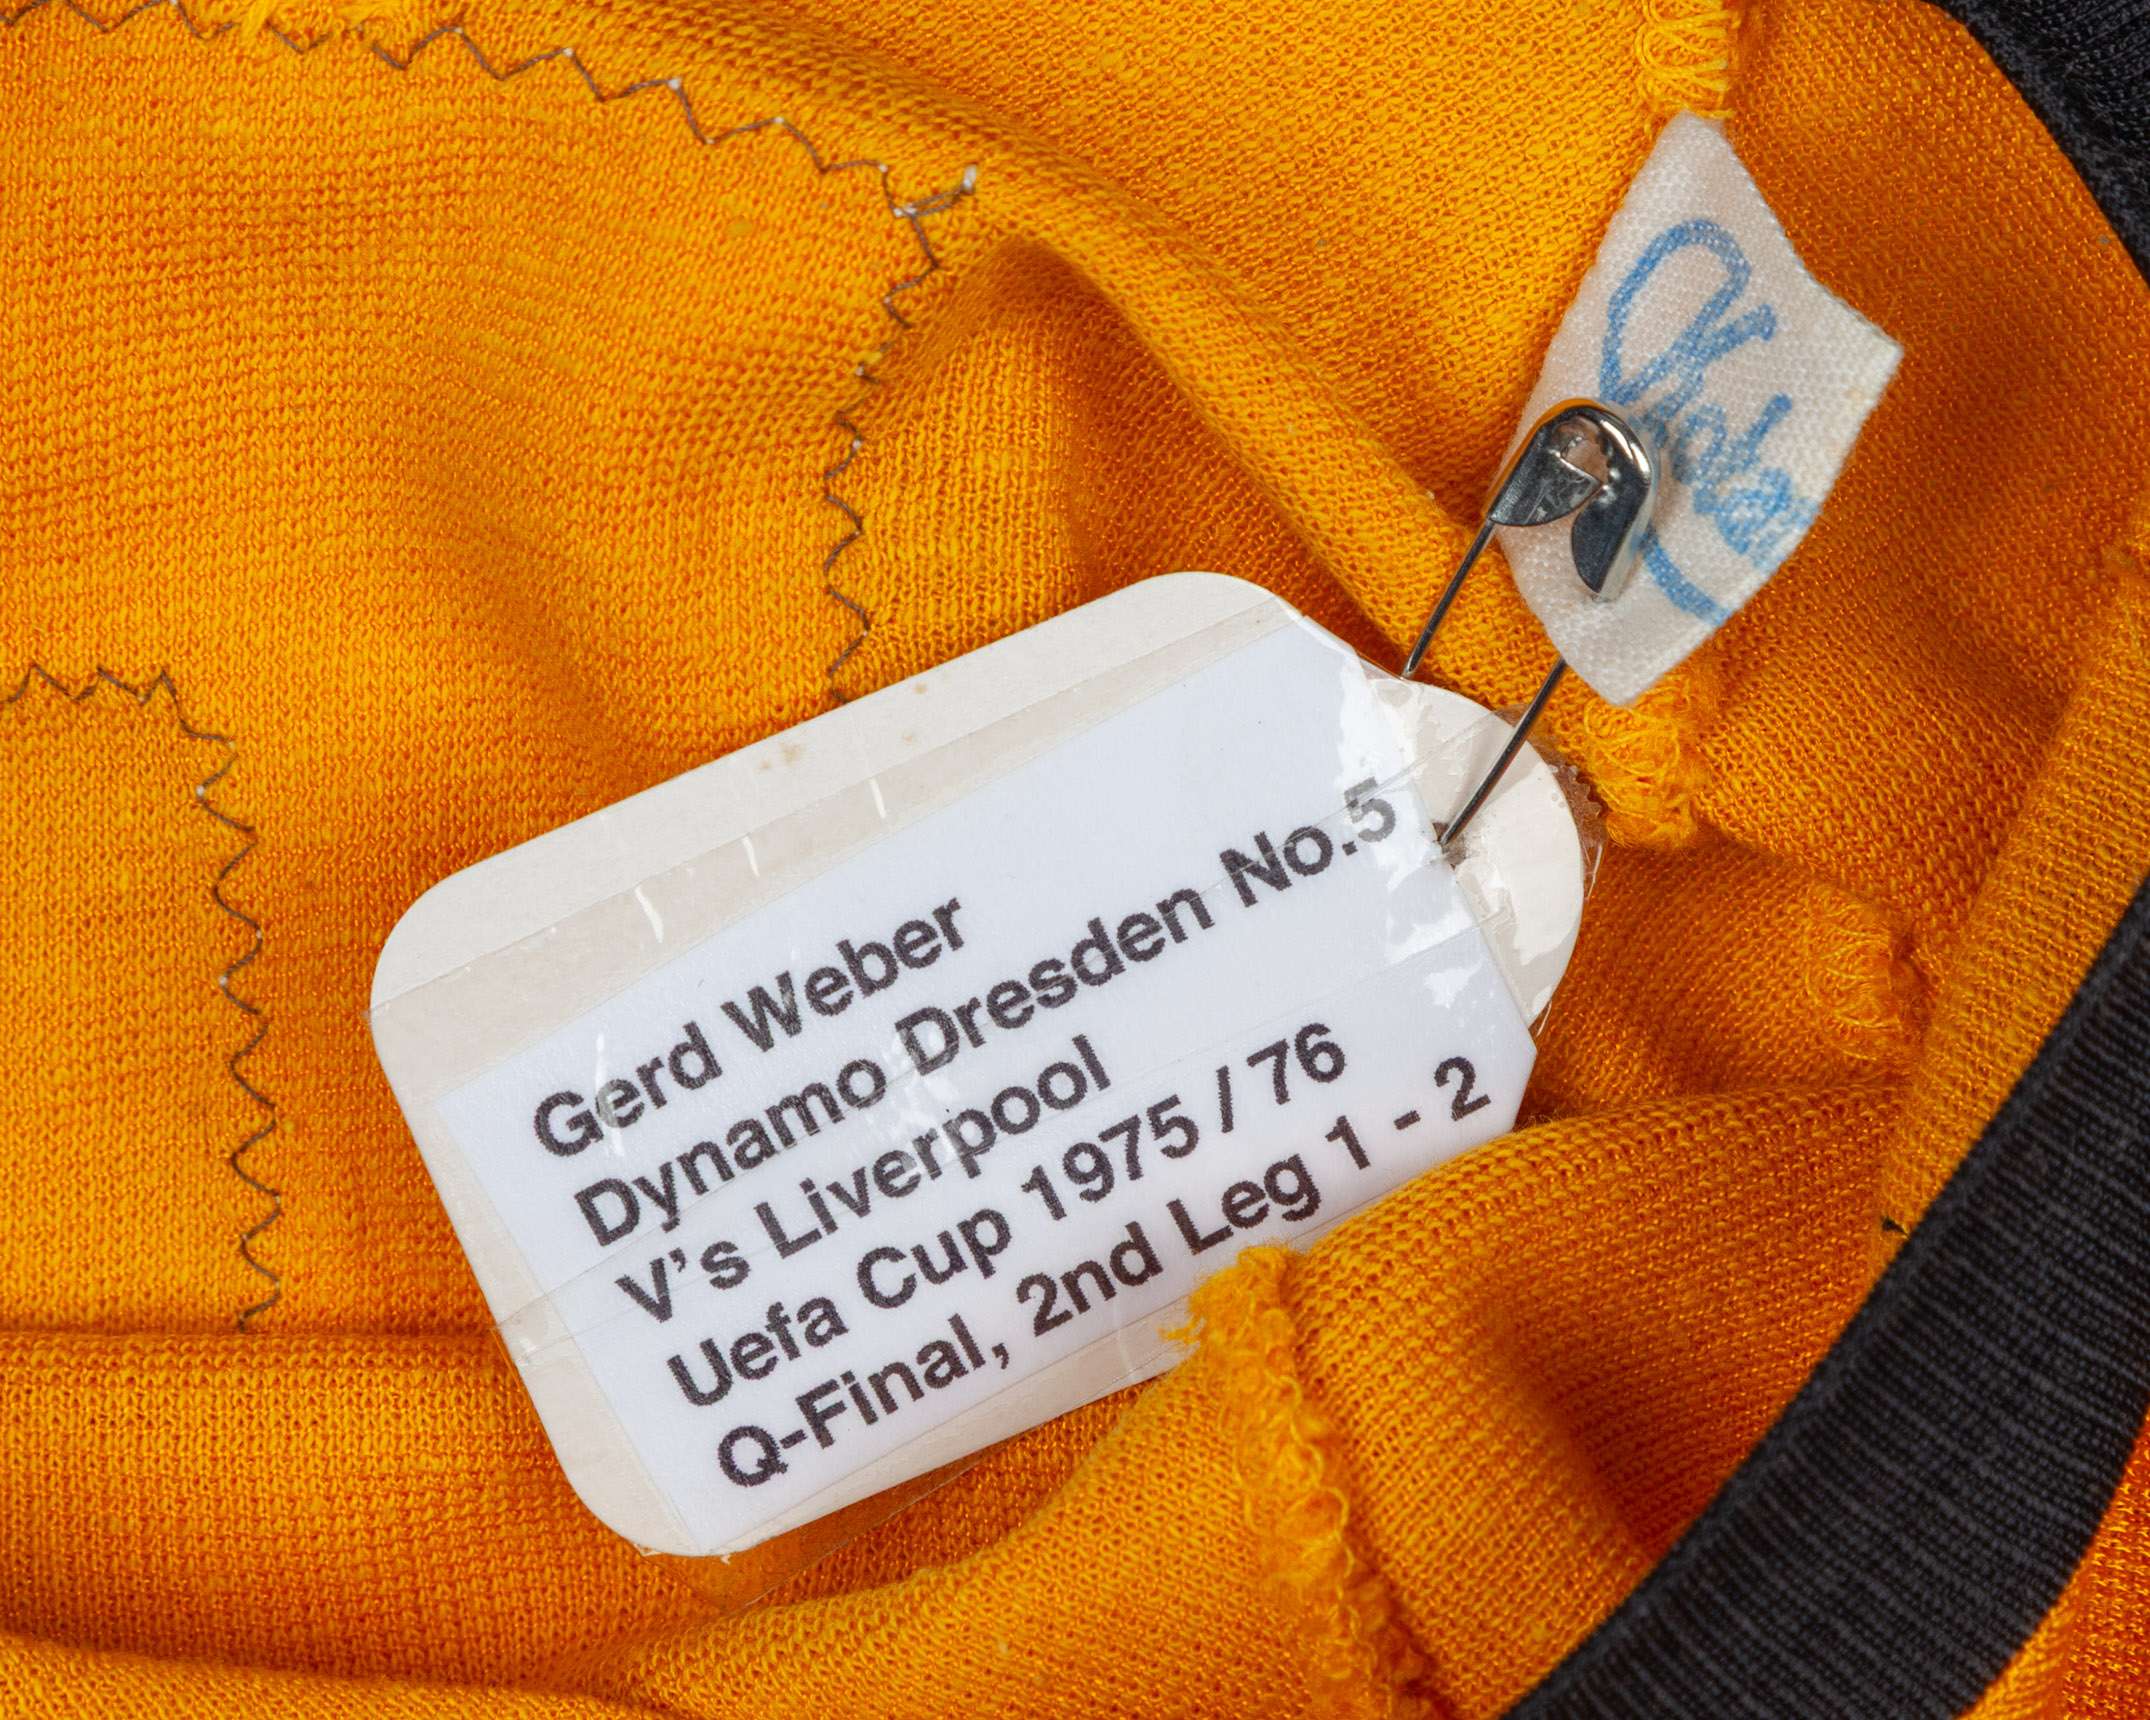 Gerd Weber
Dynamo Dresden No.5
V's Liverpool
Uefa Cup 1975 / 76
Q-Final, 2nd Leg 1 - 2